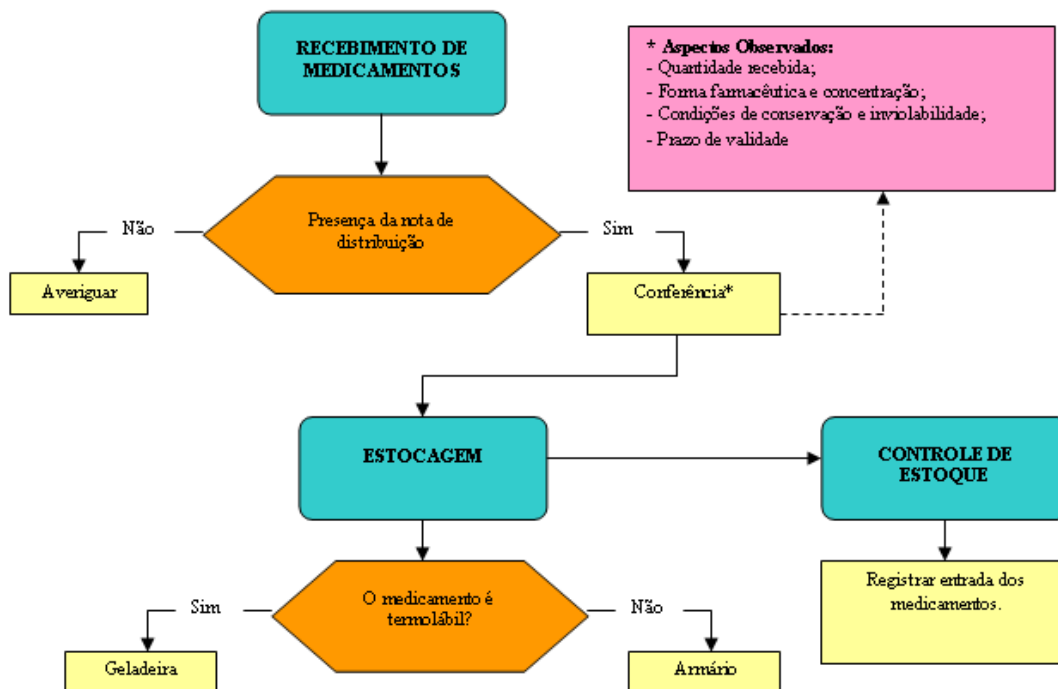 RECEBIMENTO DE
MEDICAMENTOS
* Aspectos Observados:
- Quantidade recebida;
- Forma farmacêutica e concentração;
- Condições de conservação e inviolabilidade;
- Prazo de validade
Presença da nota de
distribuição
Não
Sim
Averiguar
Conferência*
ESTOCAGEM
CONTROLE DE
ESTOQUE
O medicamento é
termolábil?
Registrar entrada dos
medicamentos.
Sim
Não
Geladeira
Armário